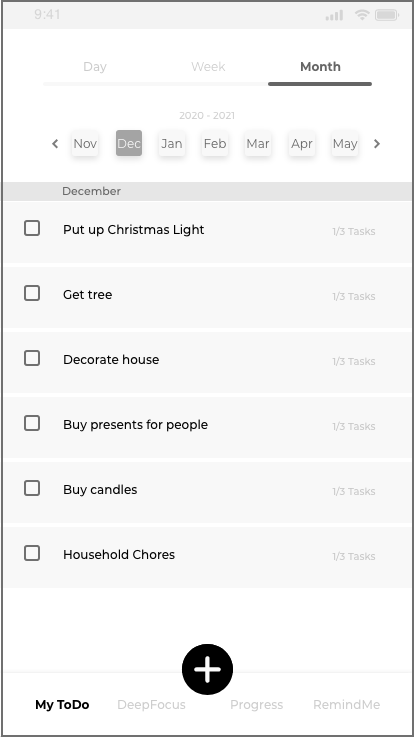 9:41
Day Week Month
2020 - 2021
Nov Dec Jan Feb Mar Apr May
December
Put up Christmas Light 1/3 Tasks
Get tree 1/3 Tasks
Decorate house 1/3 Tasks
Buy presents for people 1/3 Tasks
Buy candles 1/3 Tasks
Household Chores 1/3 Tasks
My ToDo DeepFocus Progress RemindMe